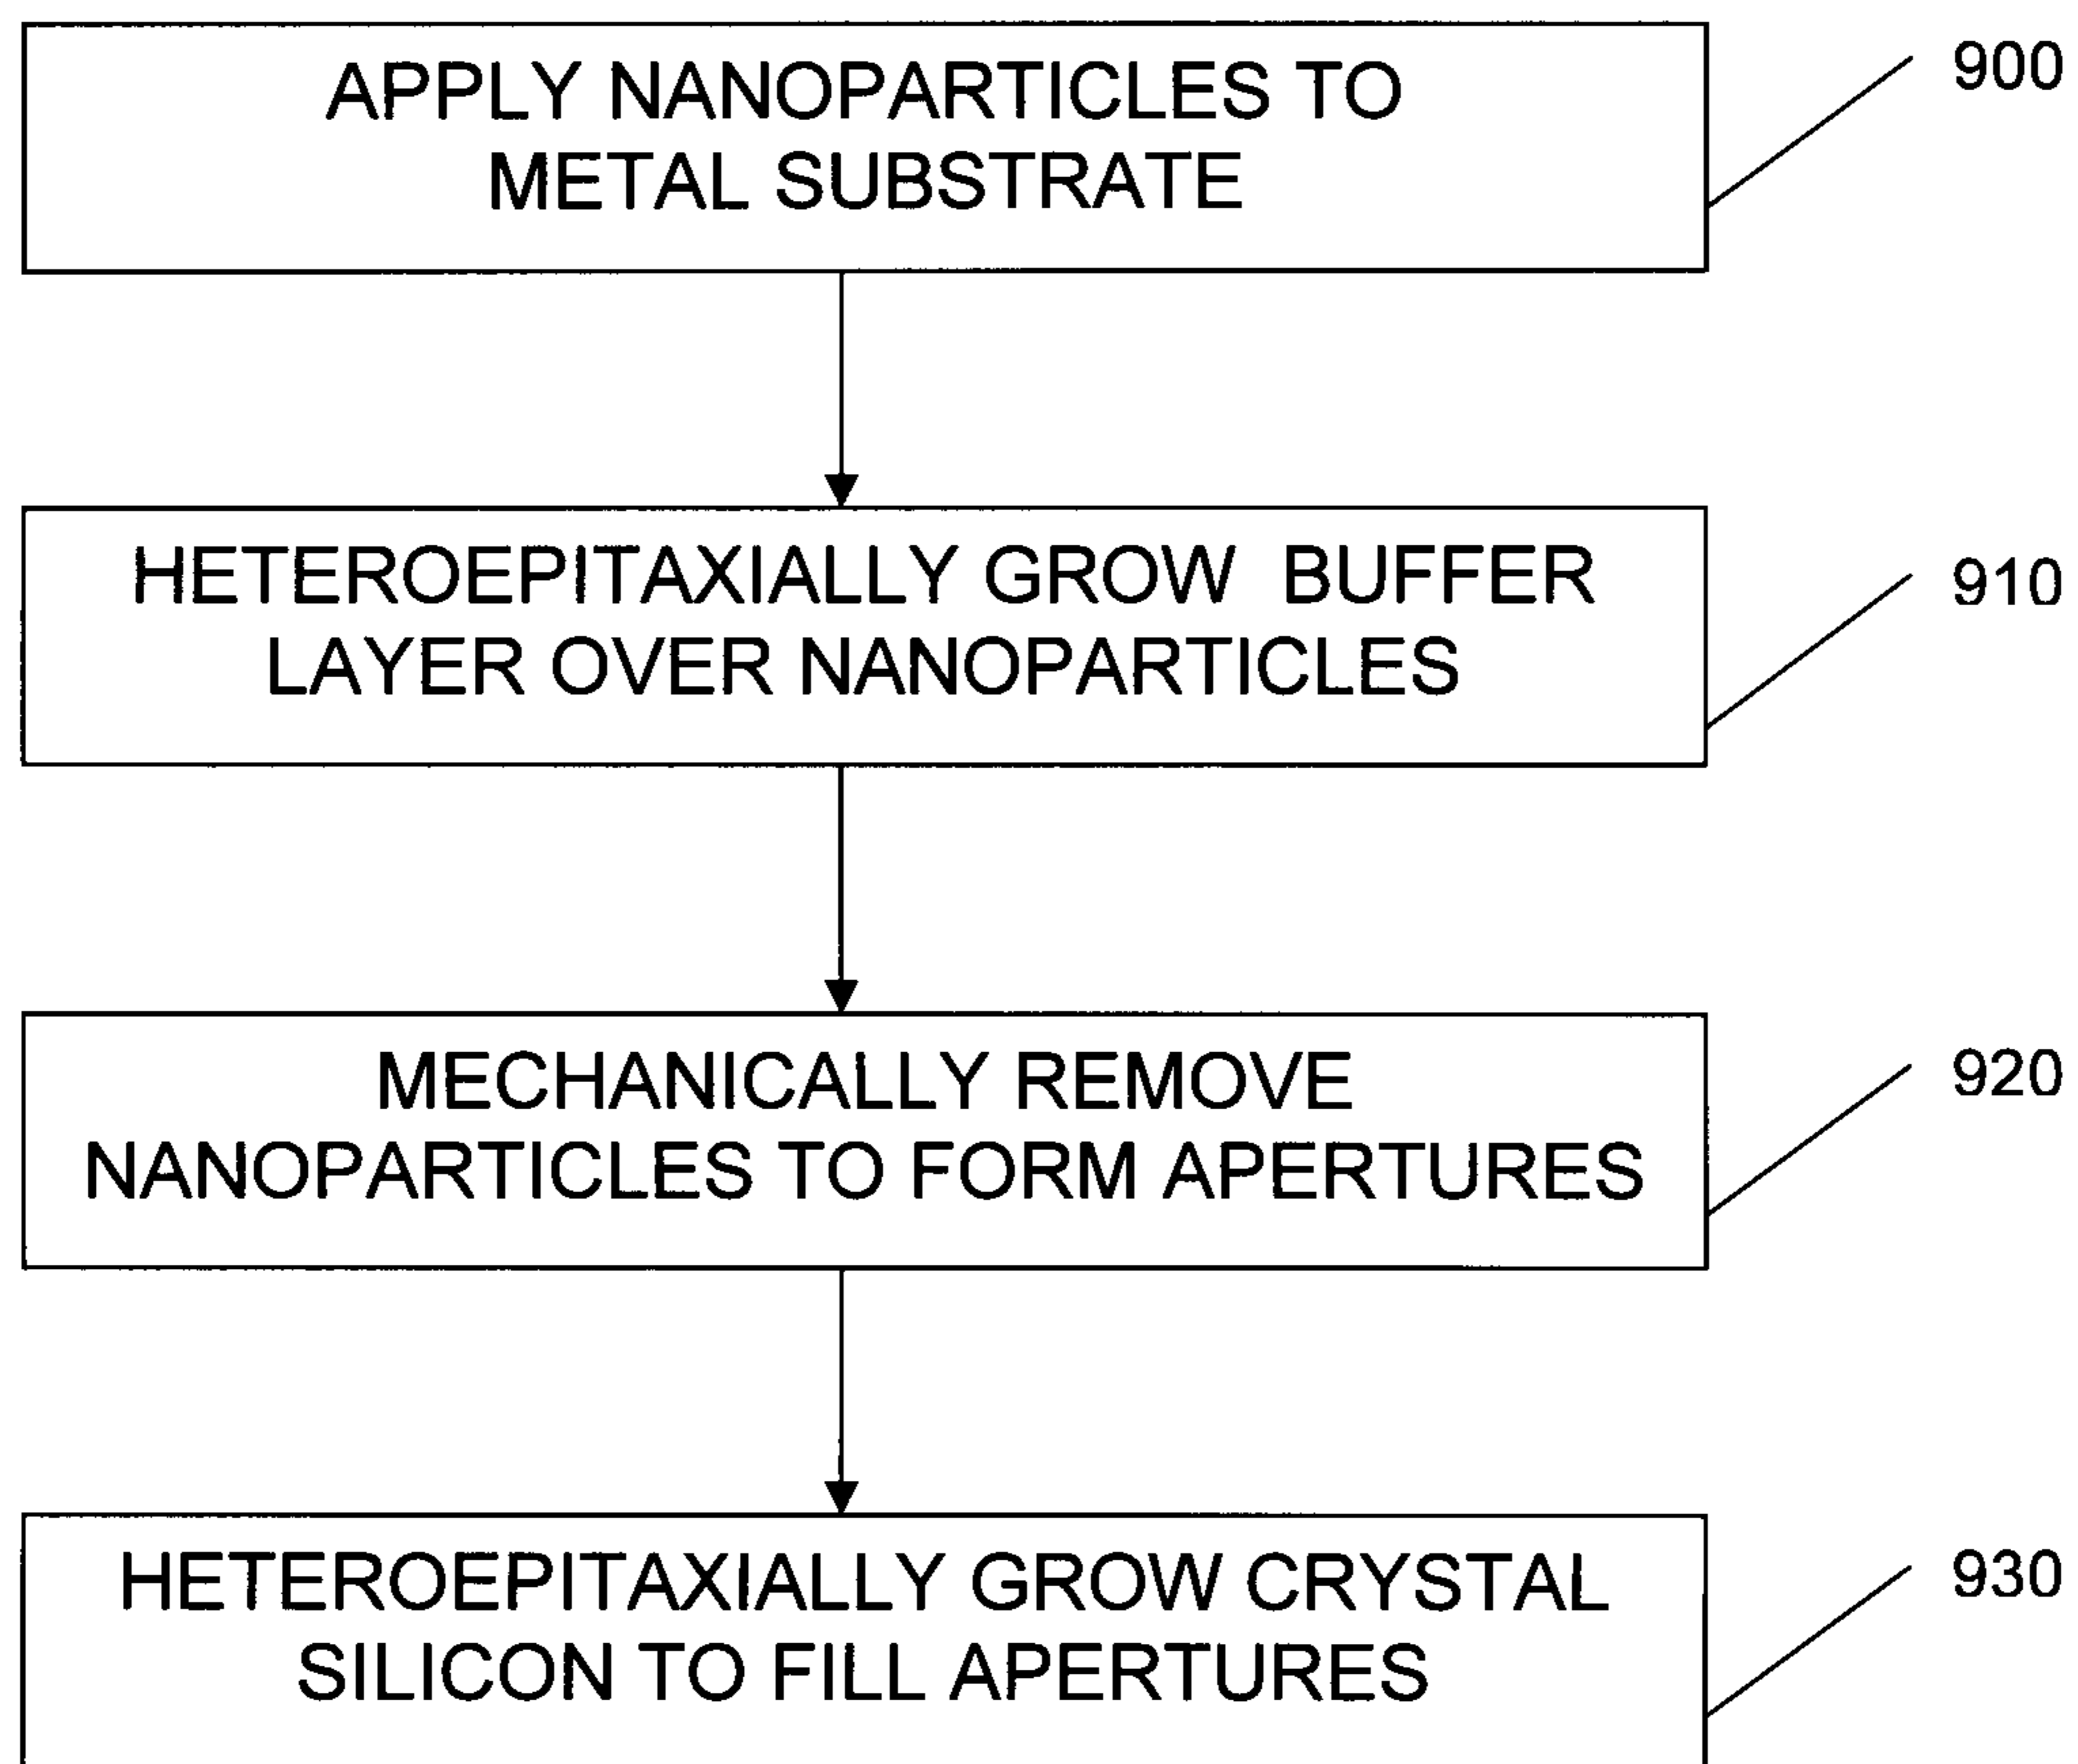 APPLY NANOPARTICLES TO
METAL SUBSTRATE
900
HETEROEPITAXIALLY GROW BUFFER
LAYER OVER NANOPARTICLES
910
MECHANICALLY REMOVE
NANOPARTICLES TO FORM APERTURES
920
HETEROEPITAXIALLY GROW CRYSTAL
SILICON TO FILL APERTURES
930